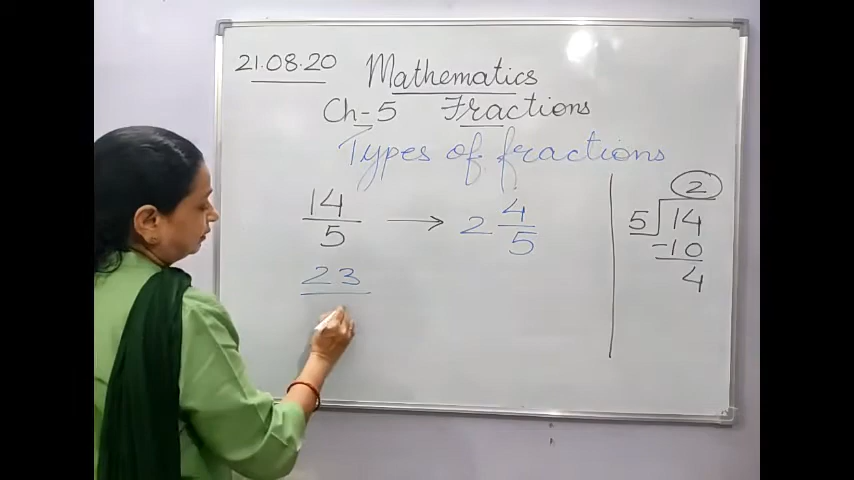 21.08.20 Mathematics
Ch-5 Fractions
Types of fractions
14/5 → 2 4/5
23
2
5 14
-10
4